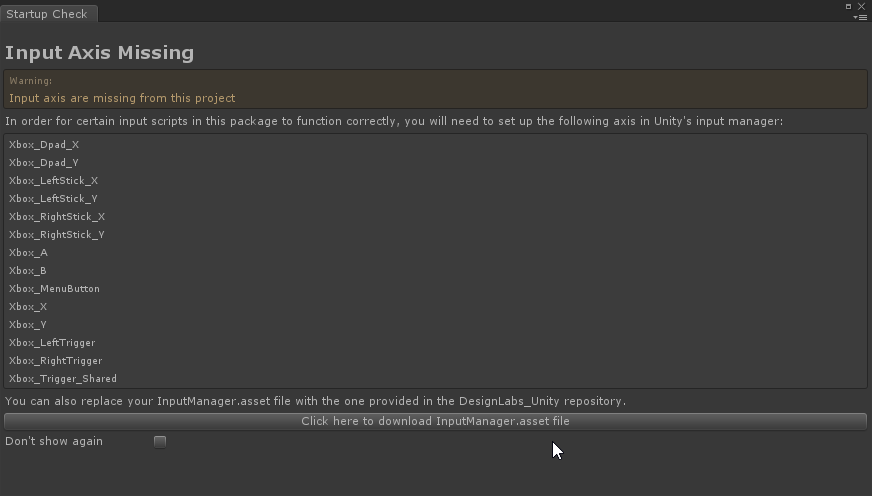 Startup Check
Input Axis Missing
Warning:
Input axis are missing from this project
In order for certain input scripts in this package to function correctly, you will need to set up the following axis in Unity's input manager:
Xbox_Dpad_X
Xbox_Dpad_Y
Xbox_LeftStick_X
Xbox_LeftStick_Y
Xbox_RightStick_X
Xbox_RightStick_Y
Xbox_A
Xbox_B
Xbox_MenuButton
Xbox_X
Xbox_Y
Xbox_LeftTrigger
Xbox_RightTrigger
Xbox_Trigger_Shared
You can also replace your InputManager.asset file with the one provided in the DesignLabs_Unity repository.
Click here to download InputManager.asset file
Don't show again